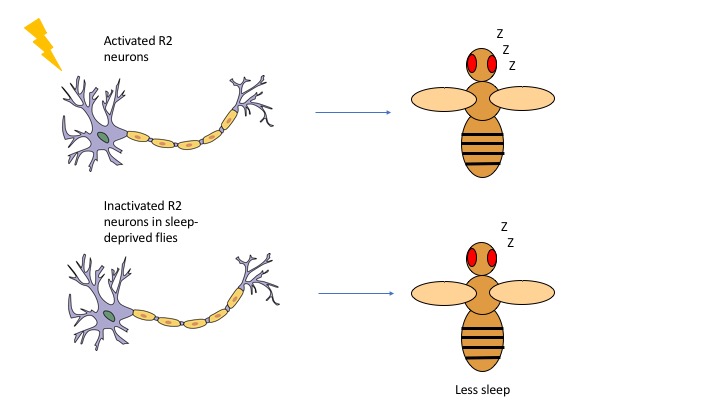 Activated R2
neurons
Z
Z
Z
Inactivated R2
neurons in sleep-
deprived flies
Z
Z
Less sleep